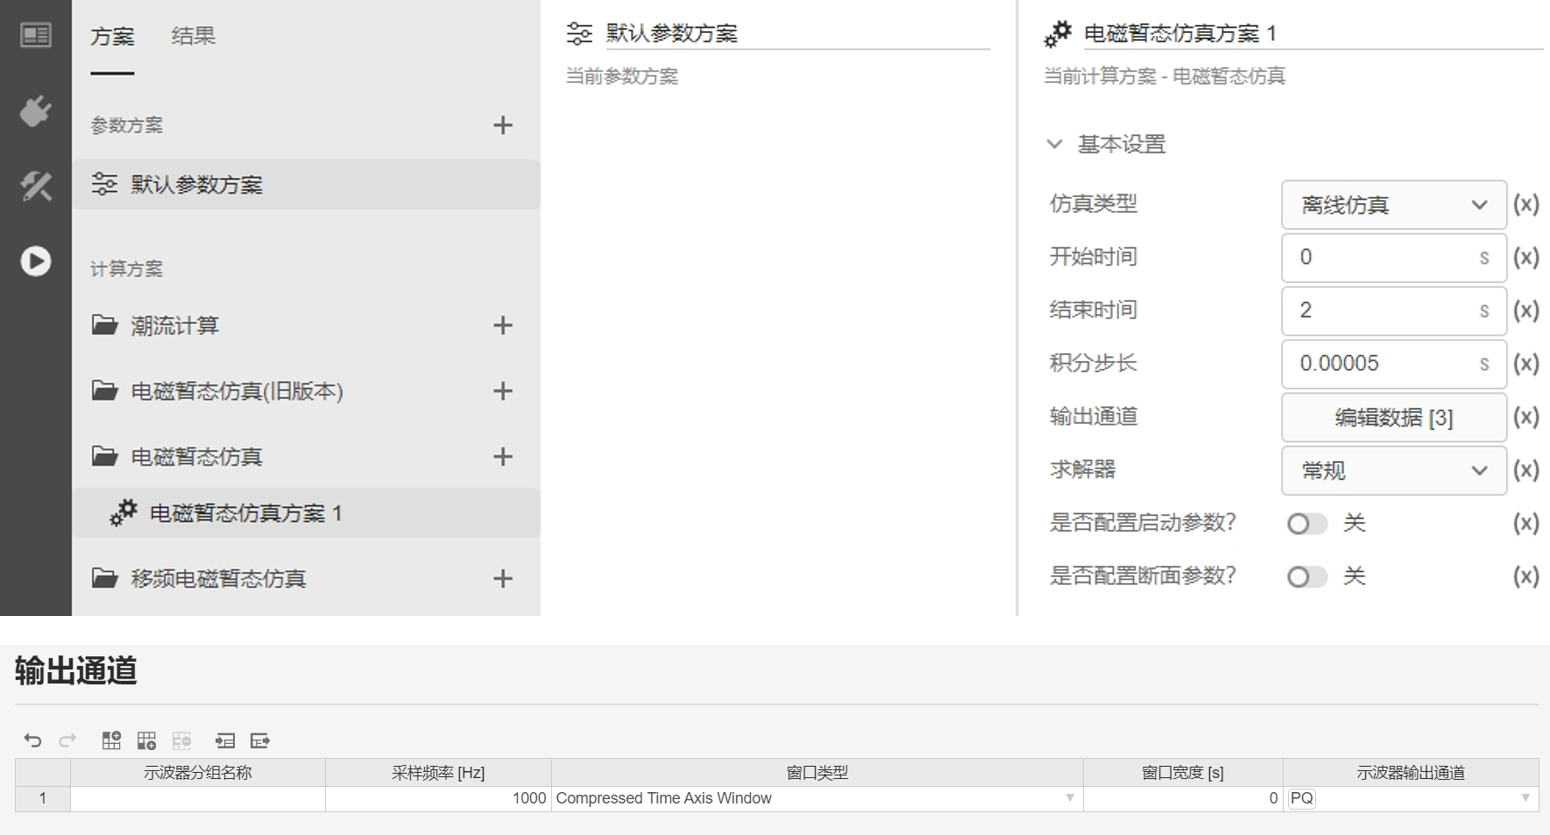 方案 结果
参数方案
默认参数方案
计算方案
潮流计算
电磁暂态仿真(旧版本)
电磁暂态仿真
电磁暂态仿真方案 1
移频电磁暂态仿真
默认参数方案
当前参数方案
电磁暂态仿真方案 1
当前计算方案 - 电磁暂态仿真
基本设置
仿真类型 离线仿真 (x)
开始时间 0 s (x)
结束时间 2 s (x)
积分步长 0.00005 s (x)
输出通道 编辑数据 [3] (x)
求解器 常规 (x)
是否配置启动参数? 关 (x)
是否配置断面参数? 关 (x)
输出通道
示波器分组名称 采样频率 [Hz] 窗口类型 窗口宽度 [s] 示波器输出通道
1 1000 Compressed Time Axis Window 0 PQ